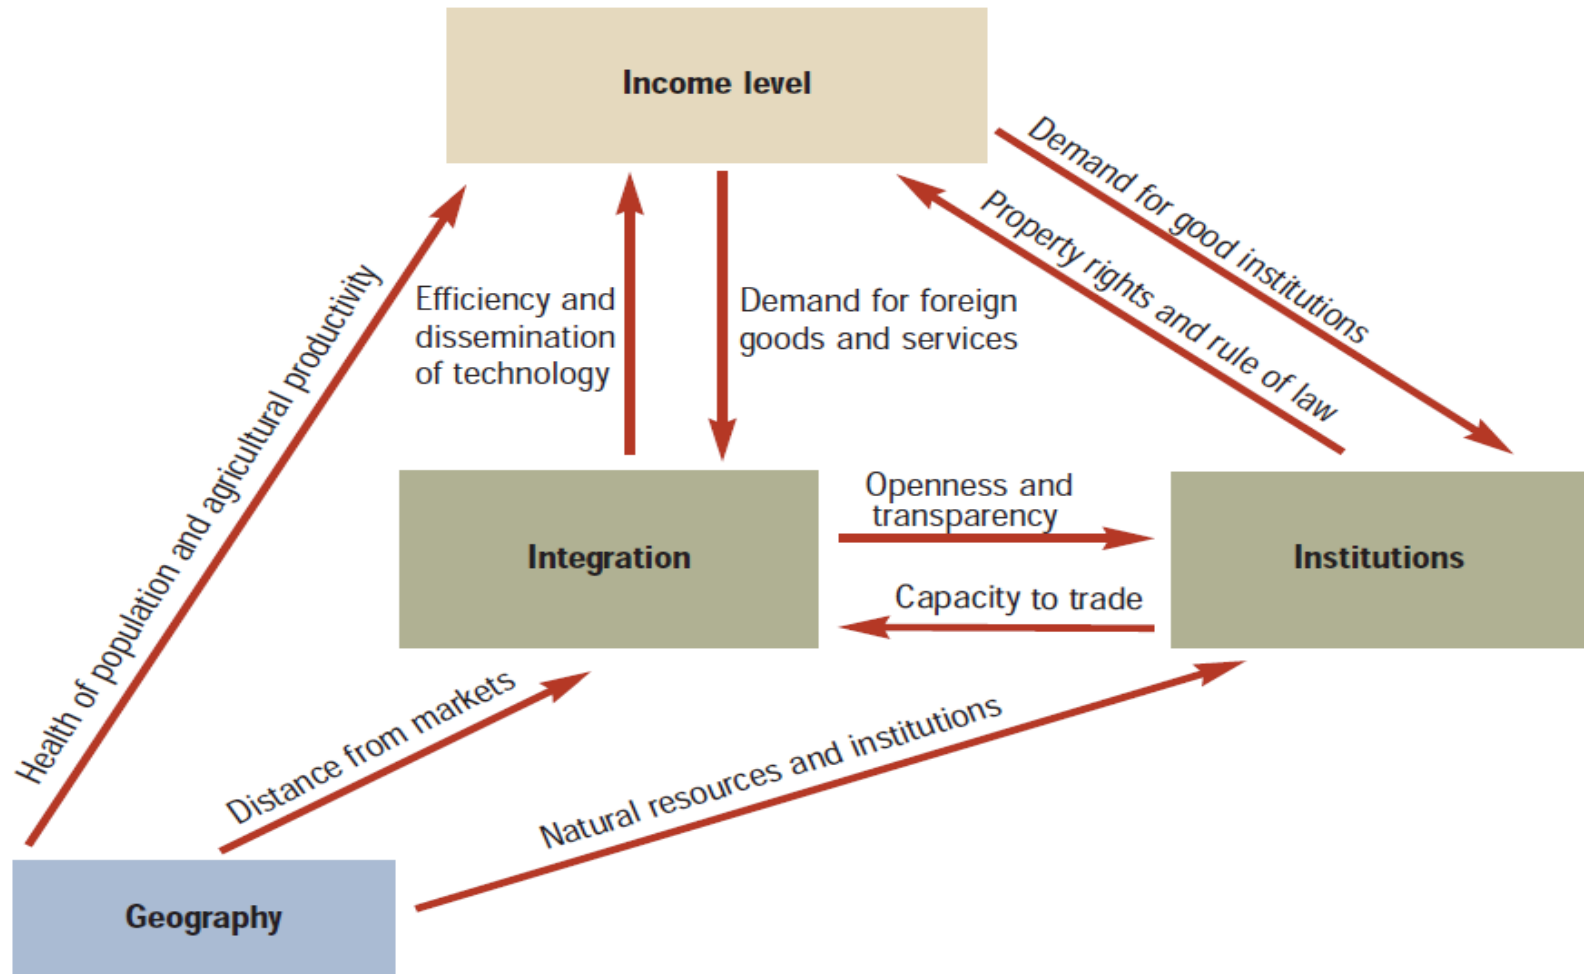 Income level
Demand for good institutions
Property rights and rule of law
Efficiency and
dissemination
of technology
Demand for foreign
goods and services
Health of population and agricultural productivity
Integration
Openness and
transparency
Capacity to trade
Institutions
Distance from markets
Natural resources and institutions
Geography